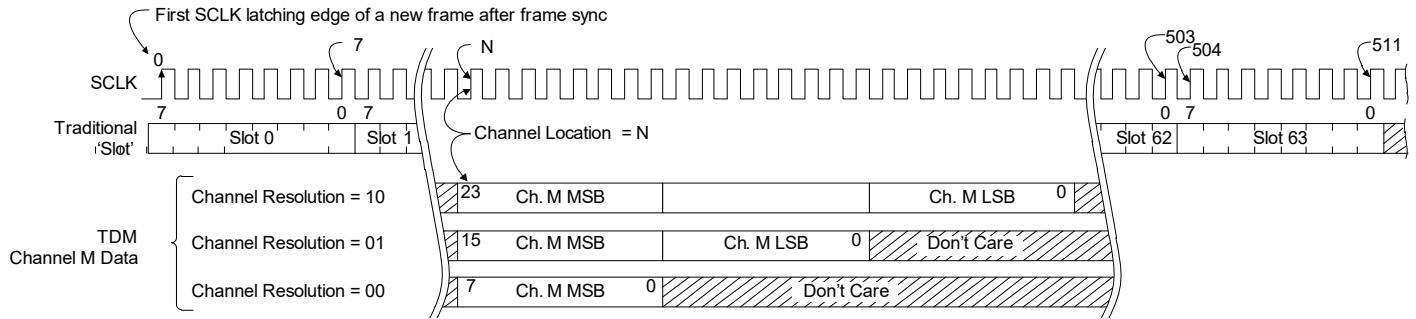 First SCLK latching edge of a new frame after frame sync
0 7 N 503 504 511
SCLK
7 0 7 0 7 0
Traditional 'Slot' Slot 0 Slot 1 Slot 62 Slot 63
Channel Location = N
Channel Resolution = 10 23 Ch. M MSB Ch. M LSB 0
TDM Channel M Data
Channel Resolution = 01 15 Ch. M MSB Ch. M LSB 0 Don't Care
Channel Resolution = 00 7 Ch. M MSB 0 Don't Care